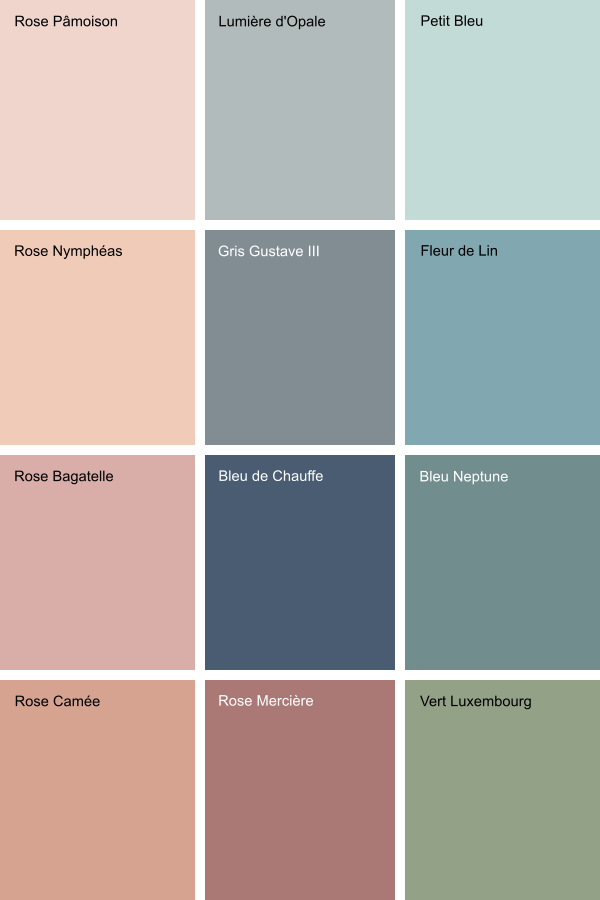 Rose Pâmoison
Lumière d'Opale
Petit Bleu
Rose Nymphéas
Gris Gustave III
Fleur de Lin
Rose Bagatelle
Bleu de Chauffe
Bleu Neptune
Rose Camée
Rose Mercière
Vert Luxembourg